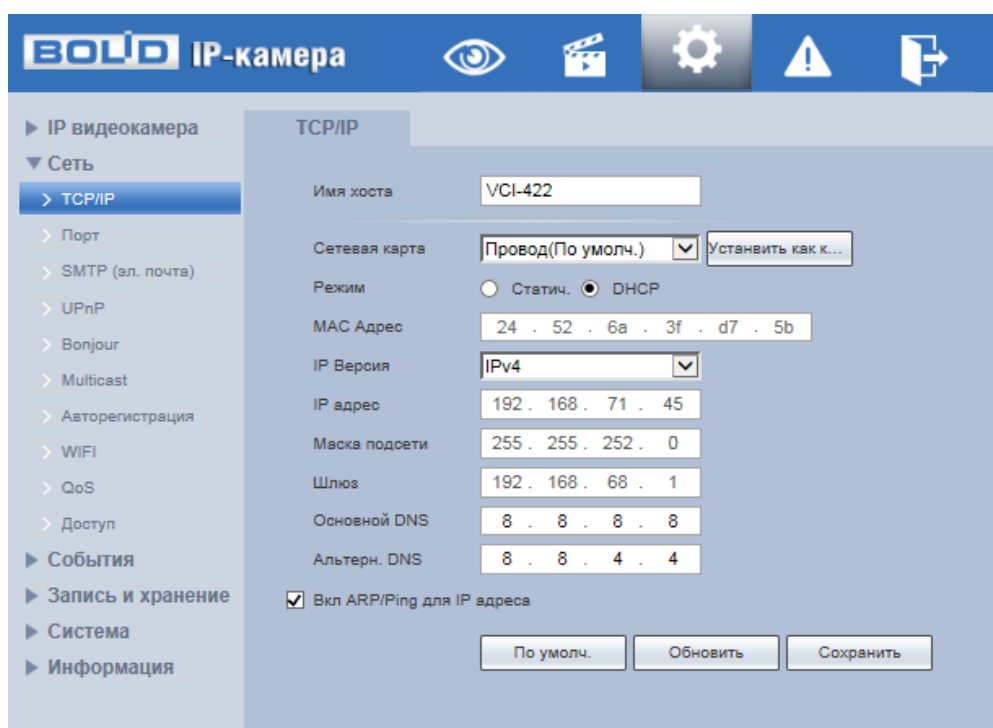 BOLID IP-камера
IP видеокамера
Сеть
TCP/IP
Порт
SMTP (эл. почта)
UPnP
Bonjour
Multicast
Авторегистрация
WIFI
QoS
Доступ
События
Запись и хранение
Система
Информация
TCP/IP
Имя хоста VCI-422
Сетевая карта Провод(По умолч.) Устанвить как к...
Режим Статич. DHCP
MAC Адрес 24 . 52 . 6a . 3f . d7 . 5b
IP Версия IPv4
IP адрес 192 . 168 . 71 . 45
Маска подсети 255 . 255 . 252 . 0
Шлюз 192 . 168 . 68 . 1
Основной DNS 8 . 8 . 8 . 8
Альтерн. DNS 8 . 8 . 4 . 4
Вкл ARP/Ping для IP адреса
По умолч. Обновить Сохранить